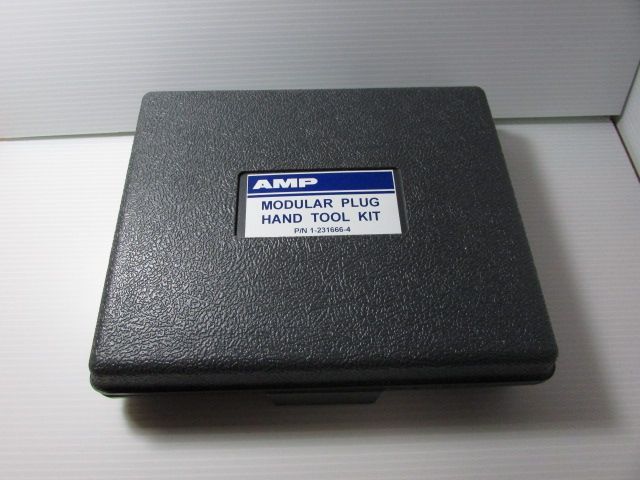 AMP
MODULAR PLUG
HAND TOOL KIT
P/N 1-231666-4